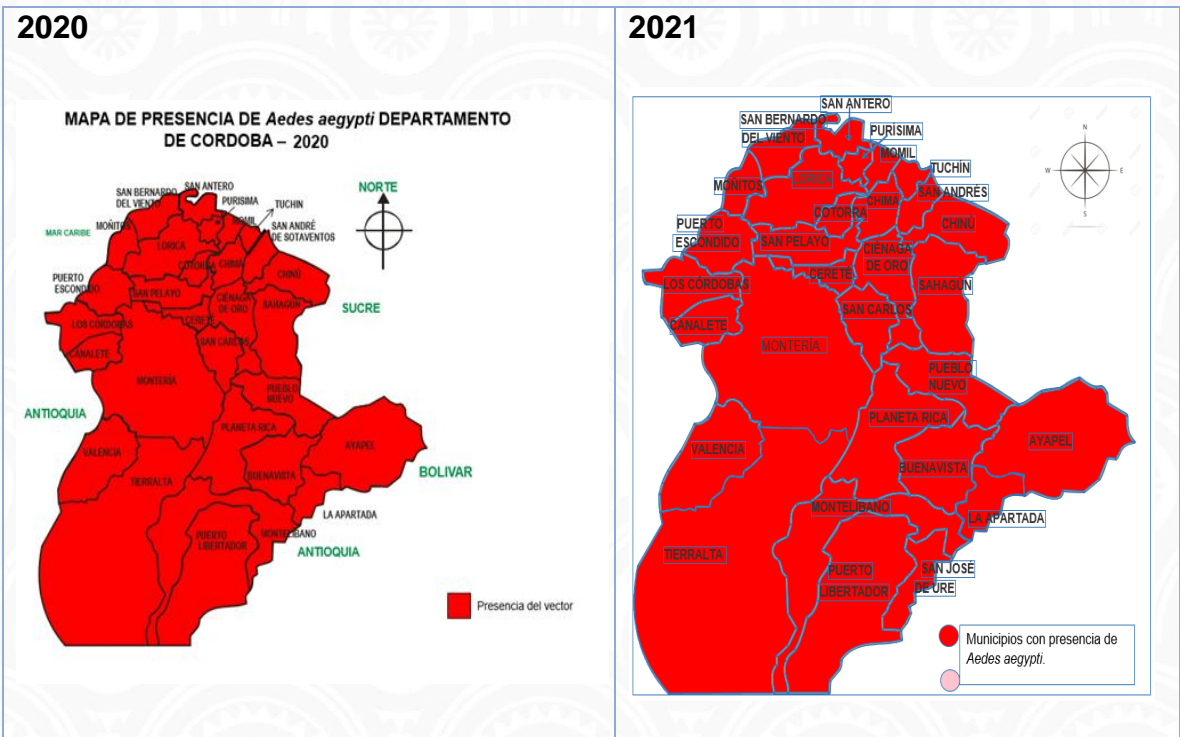 2020
MAPA DE PRESENCIA DE Aedes aegypti DEPARTAMENTO
DE CORDOBA – 2020
NORTE
SAN ANTERO
SAN BERNARDO
DEL VIENTO
PURISIMA
TUCHIN
MOMIL
MOÑITOS
SAN ANDRÉ
DE SOTAVENTOS
MAR CARIBE
LORICA
COTORRA
CHIMA
CHINÚ
PUERTO
ESCONDIDO
SAN PELAYO
CIÉNAGA
DE ORO
SAHAGUN
SUCRE
CERETÉ
LOS CORDOBAS
SAN CARLOS
CANALETE
MONTERÍA
PUEBLO
NUEVO
ANTIOQUIA
PLANETA RICA
AYAPEL
VALENCIA
BUENAVISTA
BOLIVAR
TIERRALTA
LA APARTADA
PUERTO
LIBERTADOR
MONTELIBANO
ANTIOQUIA
Presencia del vector
2021
SAN ANTERO
SAN BERNARDO
DEL VIENTO
PURISIMA
MOMIL
N
W
E
S
TUCHÍN
MOÑITOS
LORICA
SAN ANDRÉS
CHIMA
COTORRA
CHINÚ
PUERTO
ESCONDIDO
SAN PELAYO
CIÉNAGA
DE ORO
CERETÉ
LOS CORDOBAS
SAHAGUN
SAN CARLOS
CANALETE
MONTERÍA
PUEBLO
NUEVO
PLANETA RICA
AYAPEL
VALENCIA
BUENAVISTA
MONTELÍBANO
LA APARTADA
TIERRALTA
PUERTO
LIBERTADOR
SAN JOSÉ
DE URE
Municipios con presencia de
Aedes aegypti.